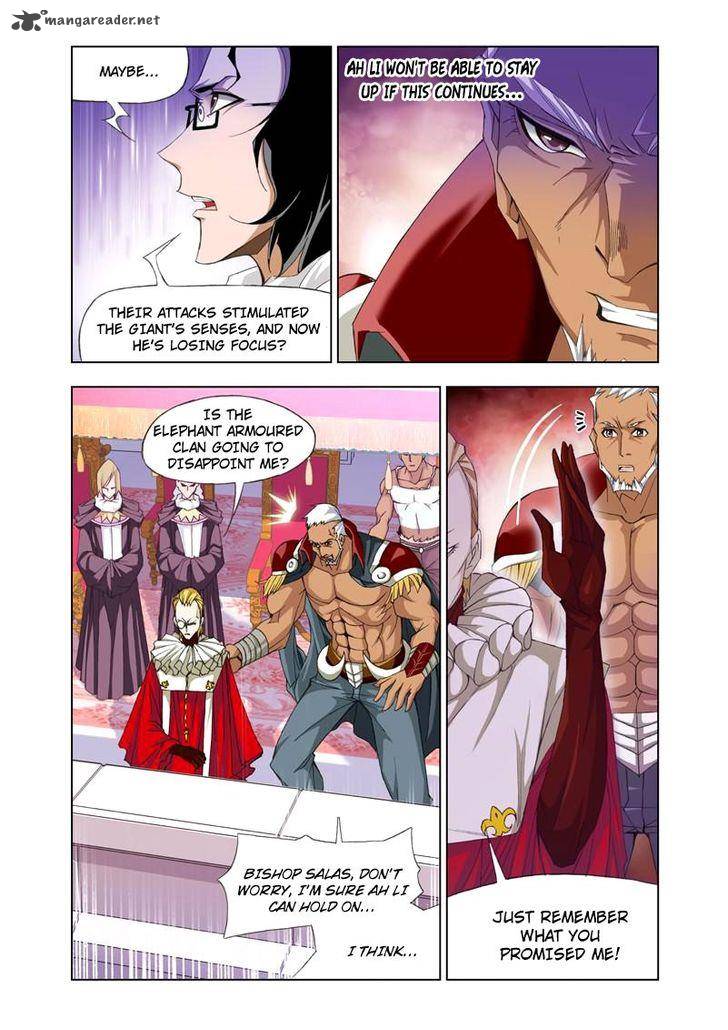 mangareader.net
MAYBE...
THEIR ATTACKS STIMULATED
THE GIANT'S SENSES, AND NOW
HE'S LOSING FOCUS?
AH LI WON'T BE ABLE TO STAY
UP IF THIS CONTINUES...
IS THE
ELEPHANT ARMOURED
CLAN GOING TO
DISAPPOINT ME?
BISHOP SALAS, DON'T
WORRY, I'M SURE AH LI
CAN HOLD ON...
I THINK...
JUST REMEMBER
WHAT YOU
PROMISED ME!